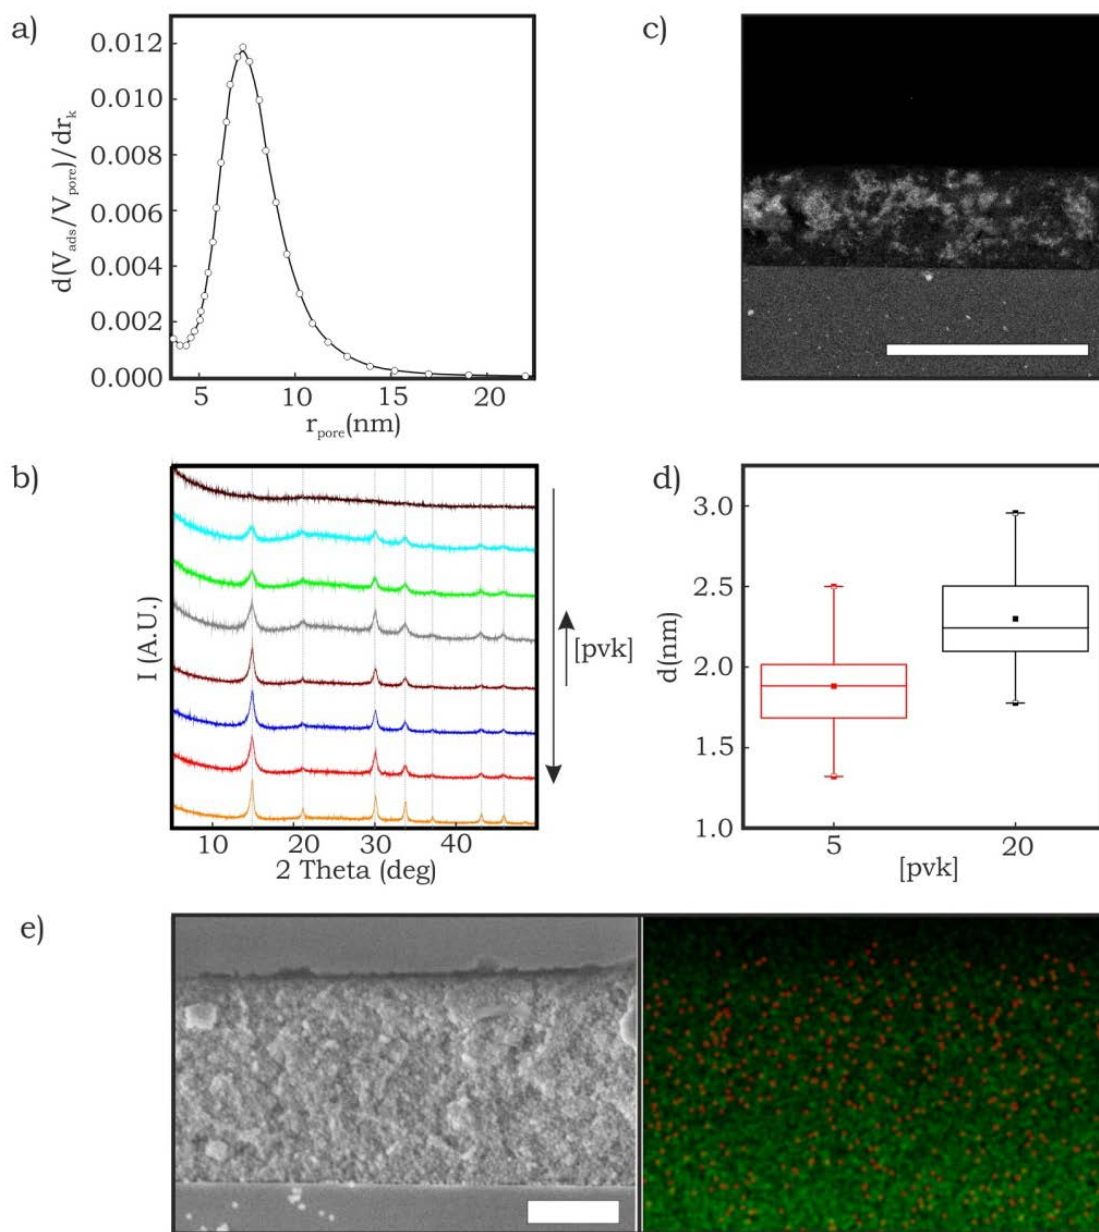 a)
d(V_ads/V_pore)/dr_k
0.012
0.010
0.008
0.006
0.004
0.002
0.000
5 10 15 20
r_pore(nm)
c)
b)
I (A.U.)
10 20 30 40
2 Theta (deg)
[pvk]
d)
d(nm)
3.0
2.5
2.0
1.5
1.0
5 20
[pvk]
e)